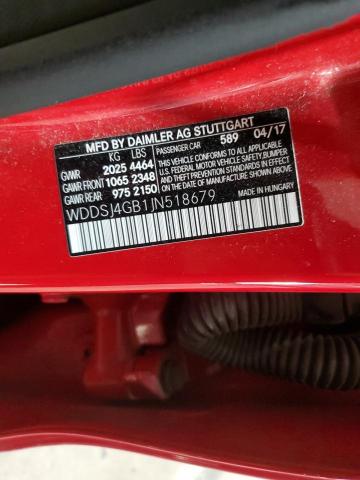 MFD BY DAIMLER AG STUTTGART
KG LBS PASSENGER CAR 589 04/17
GVWR 2025 4464 THIS VEHICLE CONFORMS TO ALL
GAWR FRONT 1065 2348 APPLICABLE U.S. FEDERAL MOTOR
GAWR REAR 975 2150 VEHICLE SAFETY, BUMPER
AND THEFT PREVENTION STANDARDS IN EFFECT ON THE DATE OF MANUFACTURE SHOWN ABOVE
WDDSJ4GB1JN518679 HUNGARY